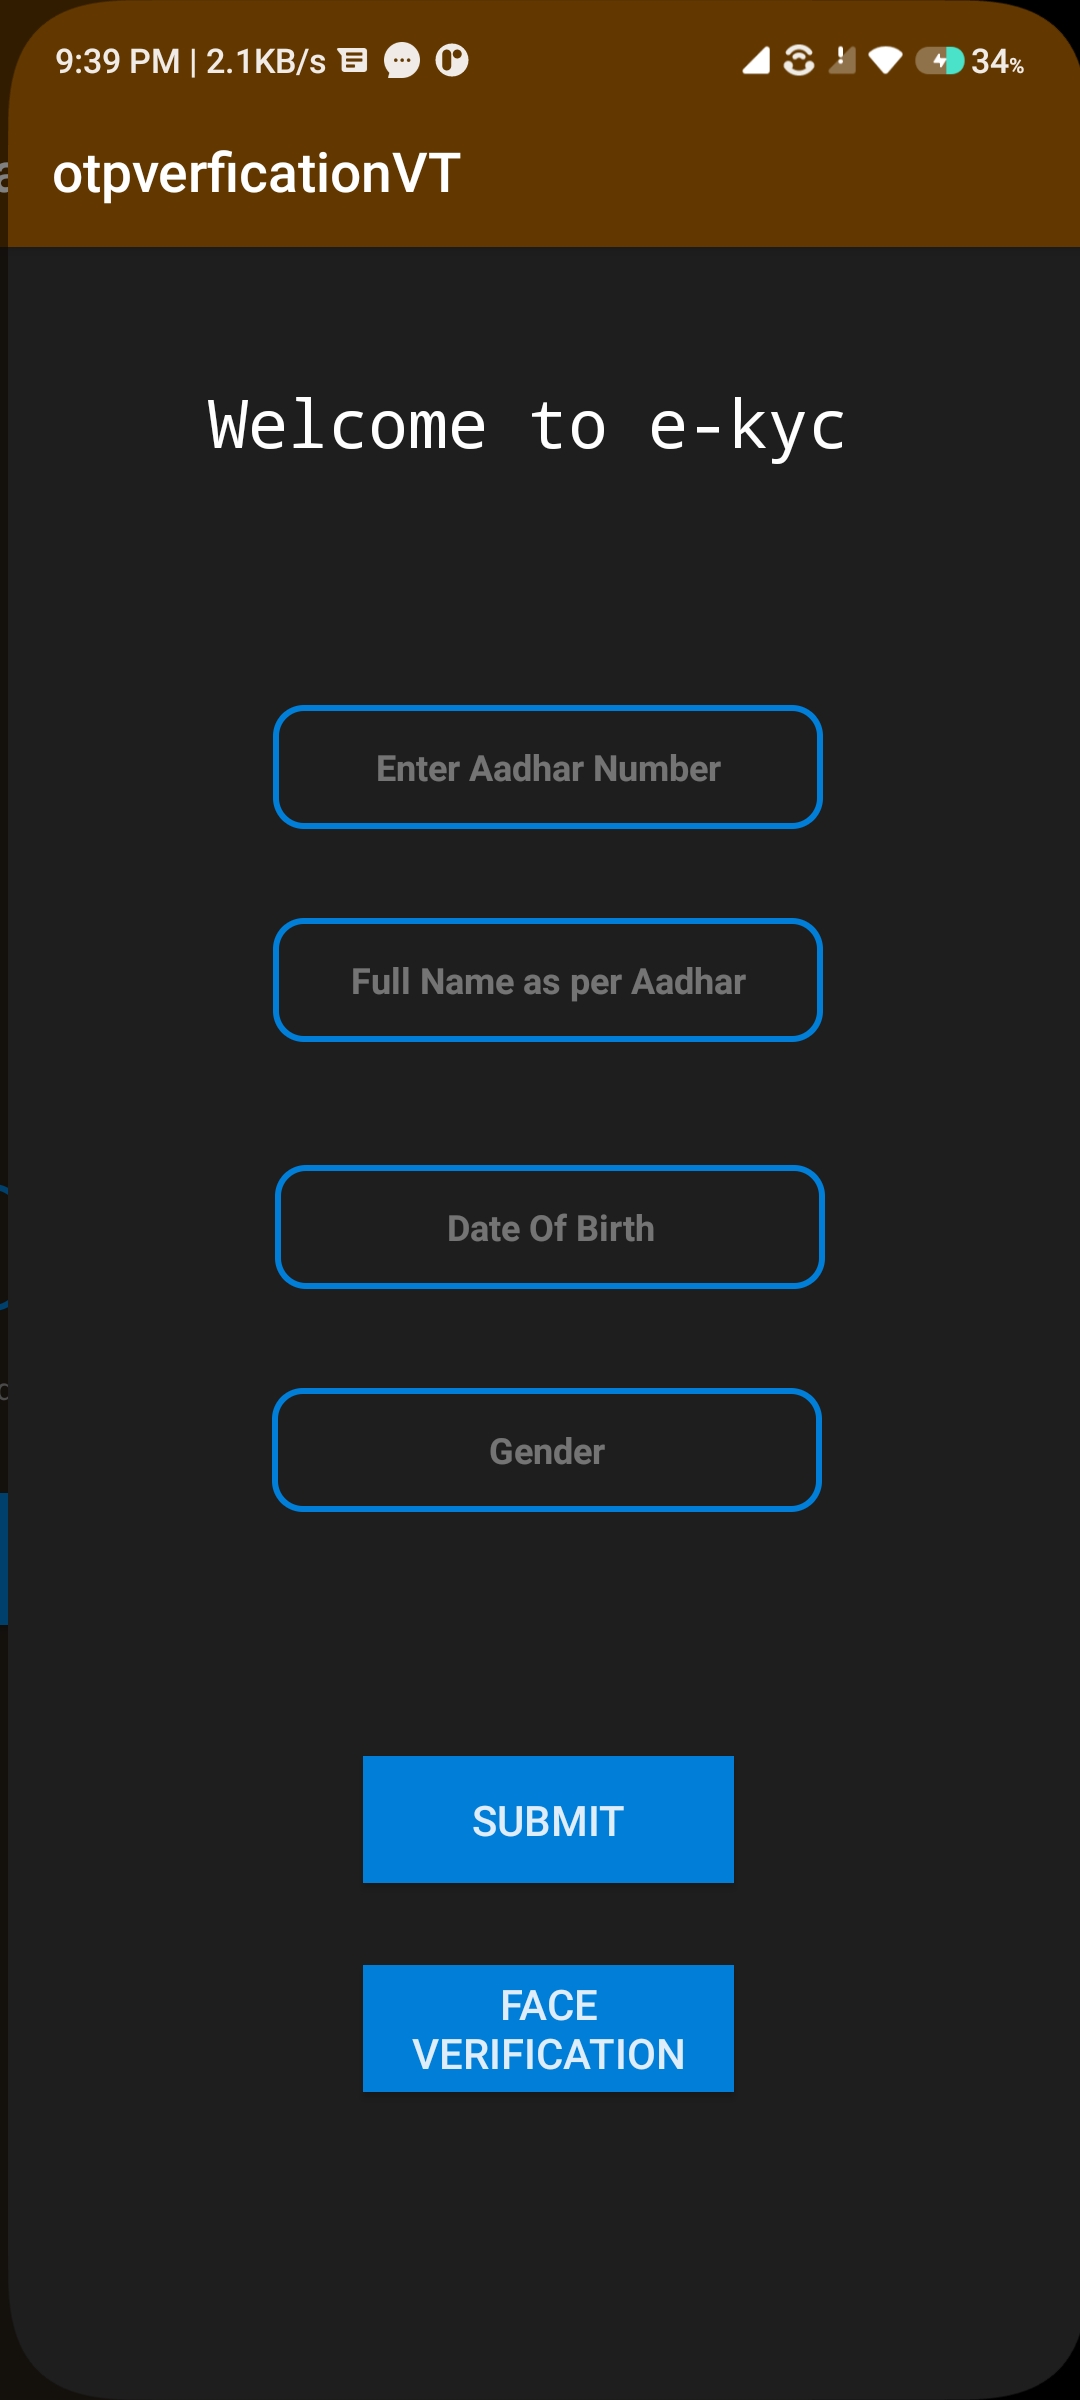 9:39 PM | 2.1KB/s 34%
otpverficationVT
Welcome to e-kyc
Enter Aadhar Number
Full Name as per Aadhar
Date Of Birth
Gender
SUBMIT
FACE
VERIFICATION